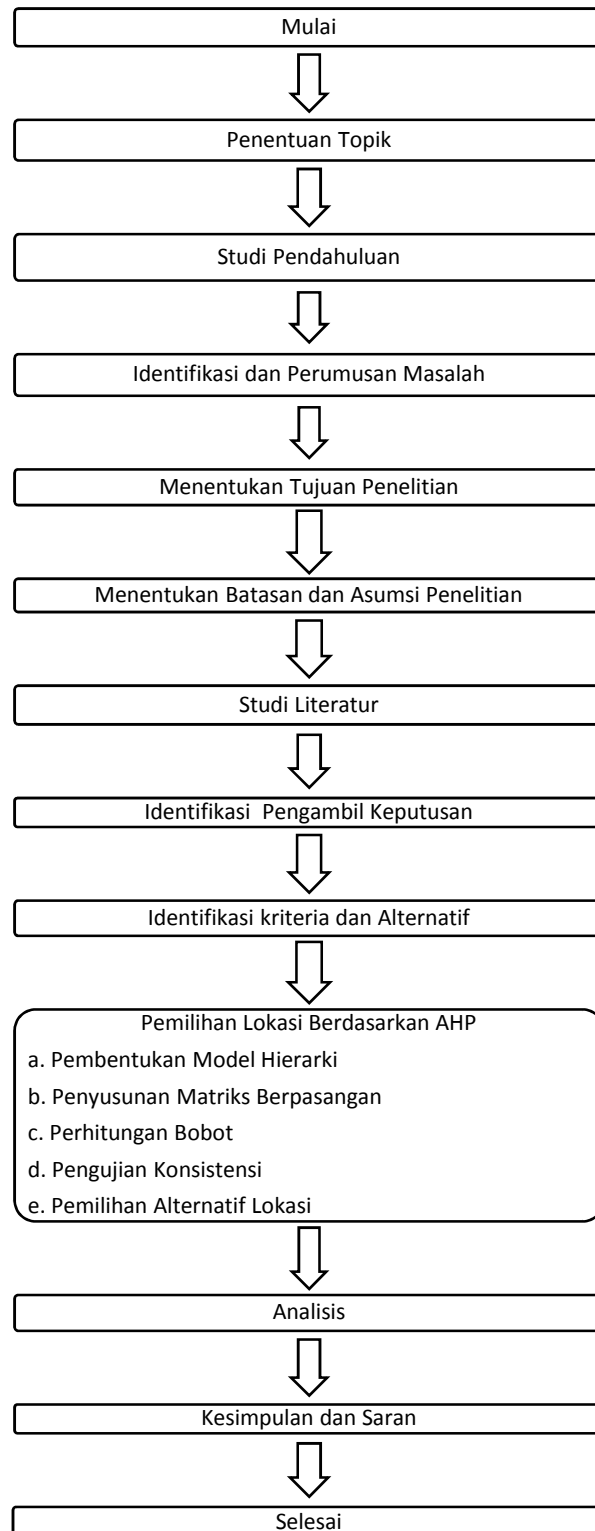 Mulai
Penentuan Topik
Studi Pendahuluan
Identifikasi dan Perumusan Masalah
Menentukan Tujuan Penelitian
Menentukan Batasan dan Asumsi Penelitian
Studi Literatur
Identifikasi  Pengambil Keputusan
Identifikasi kriteria dan Alternatif
Pemilihan Lokasi Berdasarkan AHP
a. Pembentukan Model Hierarki
b. Penyusunan Matriks Berpasangan
c. Perhitungan Bobot
d. Pengujian Konsistensi
e. Pemilihan Alternatif Lokasi
Analisis
Kesimpulan dan Saran
Selesai